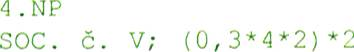 4.NP
SOC. č. V; (0,3*4*2)*2